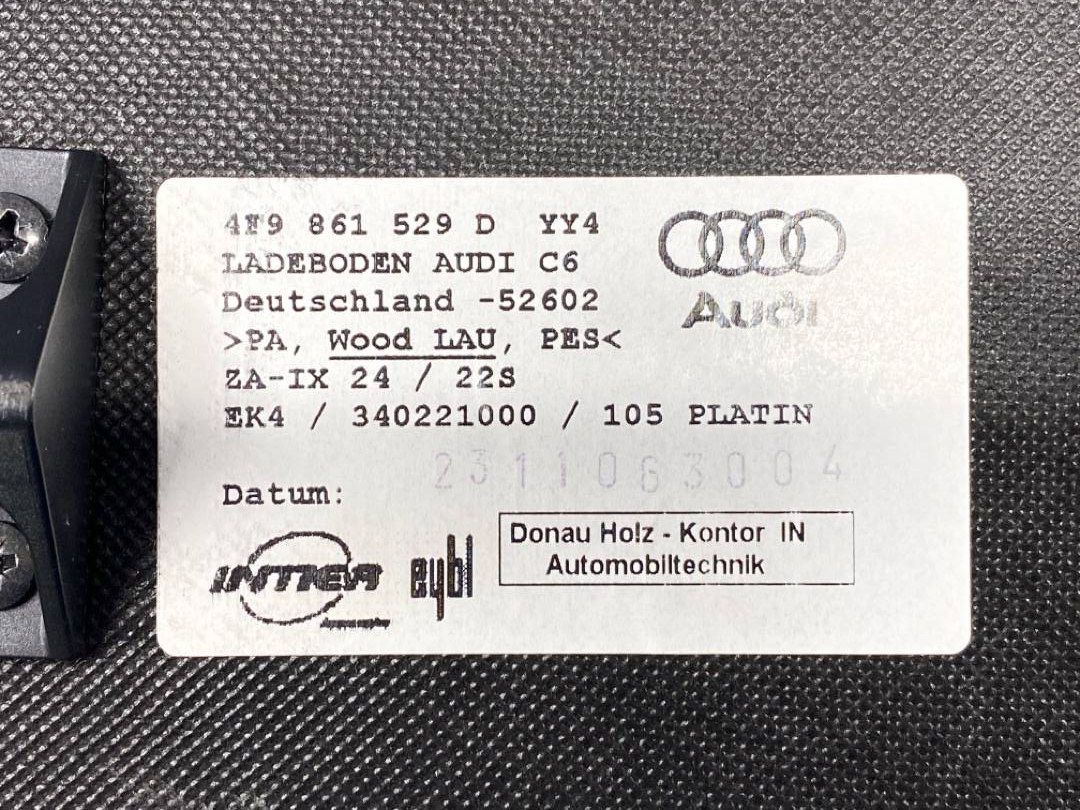 4F9 861 529 D YY4
LADEBODEN AUDI C6
Deutschland -52602
>PA, Wood LAU, PES<
ZA-IX 24 / 22S
EK4 / 340221000 / 105 PLATIN
2311063004
Datum:
Audi
INTIER
eybl
Donau Holz - Kontor IN
Automobiltechnik